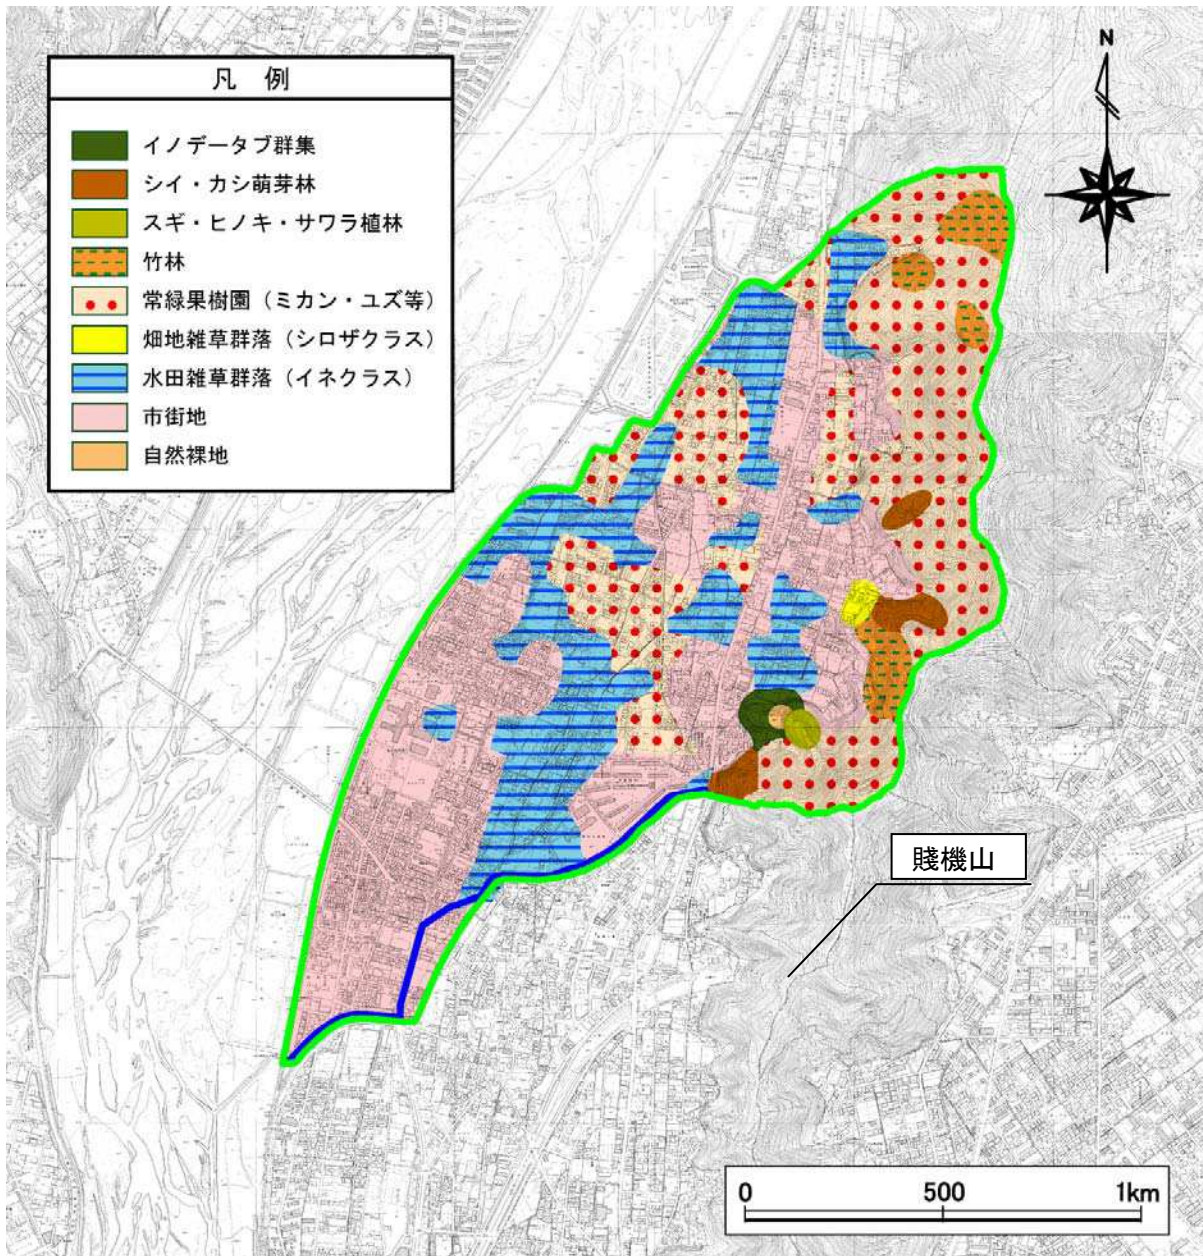 凡 例
イノデータブ群集
シイ・カシ萌芽林
スギ・ヒノキ・サワラ植林
竹林
常緑果樹園（ミカン・ユズ等）
畑地雑草群落（シロザクラス）
水田雑草群落（イネクラス）
市街地
自然裸地
N
賤機山
0 500 1km